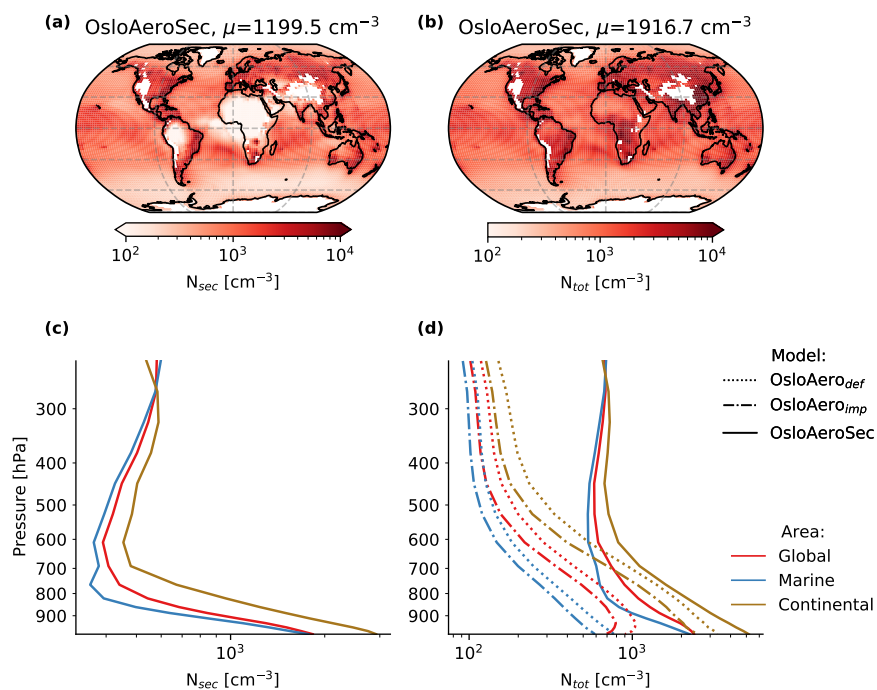 (a)
OsloAeroSec, μ=1199.5 cm⁻³
(b)
OsloAeroSec, μ=1916.7 cm⁻³
10² 10³ 10⁴
N_sec [cm⁻³]
10² 10³ 10⁴
N_tot [cm⁻³]
(c)
(d)
Pressure [hPa]
300
400
500
600
700
800
900
10³
N_sec [cm⁻³]
300
400
500
600
700
800
900
10² 10³
N_tot [cm⁻³]
Model:
OsloAero_def
OsloAero_imp
OsloAeroSec
Area:
Global
Marine
Continental